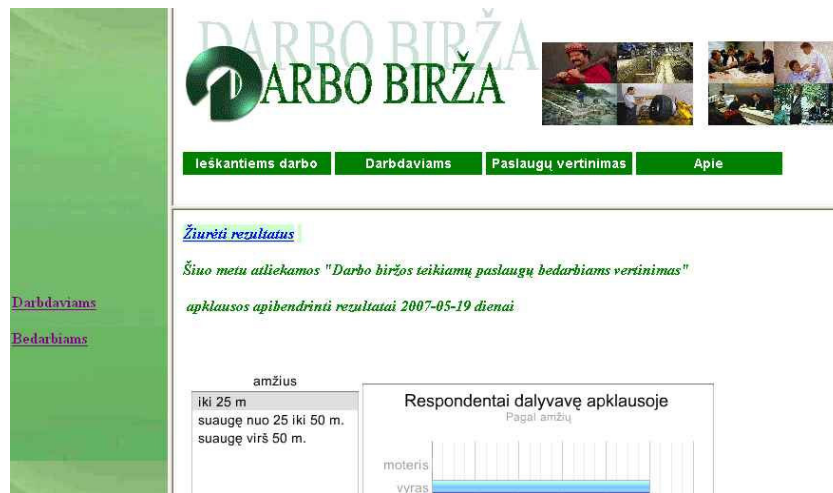 DARBO BIRŽA
DARBO BIRŽA
Ieškantiems darbo
Darbdaviams
Paslaugų vertinimas
Apie
Žiurėti rezultatus
Šiuo metu atliekamos "Darbo biržos teikiamų paslaugų bedarbiams vertinimas"
apklausos apibendrinti rezultatai 2007-05-19 dienai
Darbdaviams
Bedarbiams
amžius
iki 25 m
suaugę nuo 25 iki 50 m.
suaugę virš 50 m.
Respondentai dalyvavę apklausoje
Pagal amžių
moteris
vyras